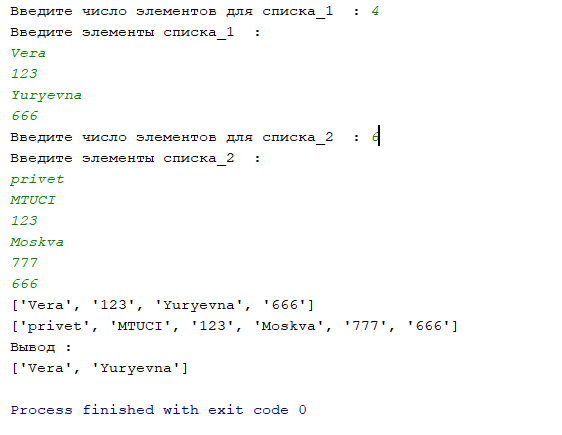 Введите число элементов для списка_1  : 4
Введите элементы списка_1  :
Vera
123
Yuryevna
666
Введите число элементов для списка_2  : 6
Введите элементы списка_2  :
privet
MTUCI
123
Moskva
777
666
['Vera', '123', 'Yuryevna', '666']
['privet', 'MTUCI', '123', 'Moskva', '777', '666']
Вывод :
['Vera', 'Yuryevna']
Process finished with exit code 0